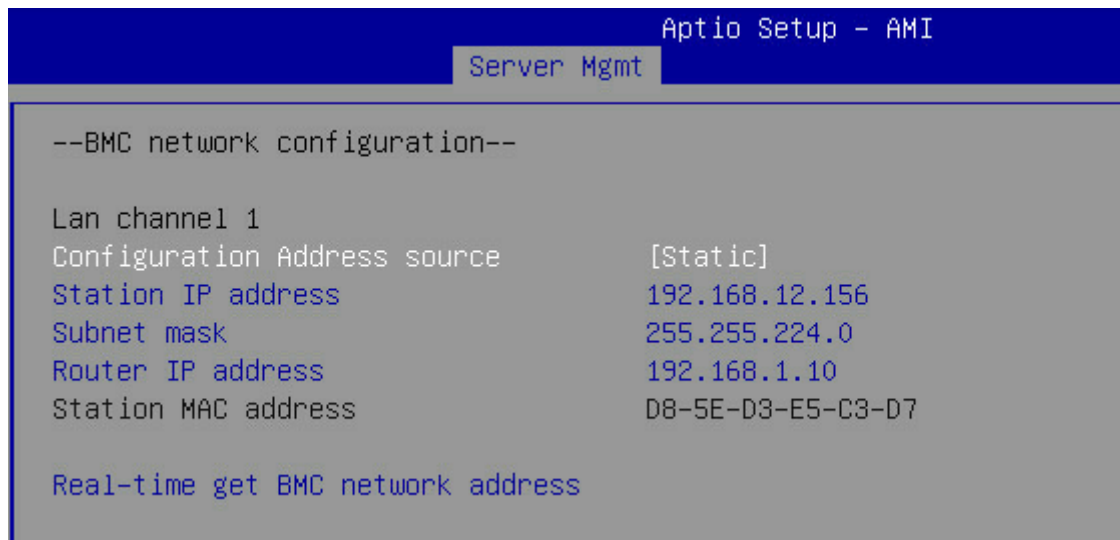 Aptio Setup – AMI
Server Mgmt
--BMC network configuration--
Lan channel 1
Configuration Address source [Static]
Station IP address 192.168.12.156
Subnet mask 255.255.224.0
Router IP address 192.168.1.10
Station MAC address D8-5E-D3-E5-C3-D7
Real-time get BMC network address